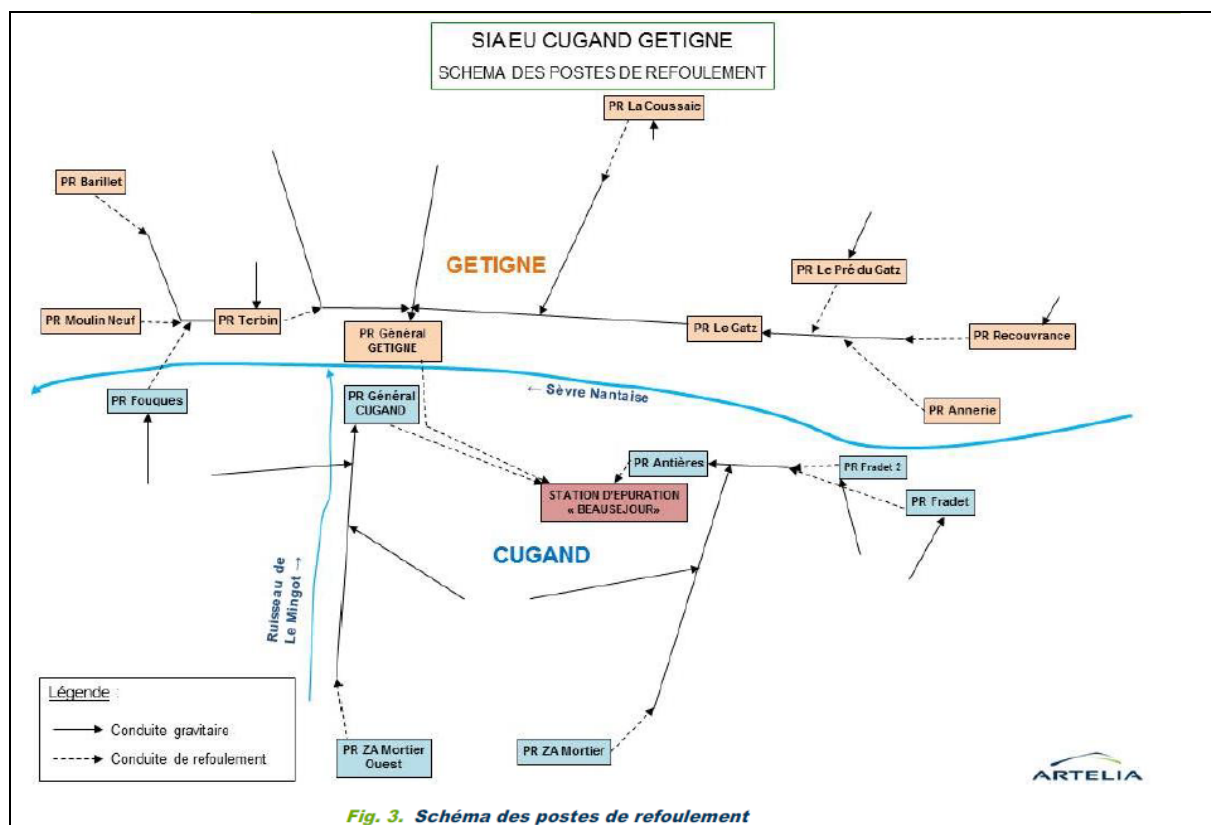 SIAEU CUGAND GETIGNE
SCHEMA DES POSTES DE REFOULEMENT
PR La Coussaie
PR Barillet
GETIGNE
PR Le Pré du Gatz
PR Moulin Neuf
PR Terbin
PR Gènèral
GETIGNE
PR Le Gatz
PR Recouvrance
← Sèvre Nantaise
PR Fouques
PR Général
CUGAND
PR Annerie
PR Antières
PR Fradet 2
STATION D'EPURATION
« BEAUSEJOUR»
PR Fradet
CUGAND
Ruisseau de
Le Mingot →
Légende :
Conduite gravitaire
Conduite de refoulement
PR ZA Mortier
Ouest
PR ZA Mortier
ARTELIA
Fig. 3. Schéma des postes de refoulement